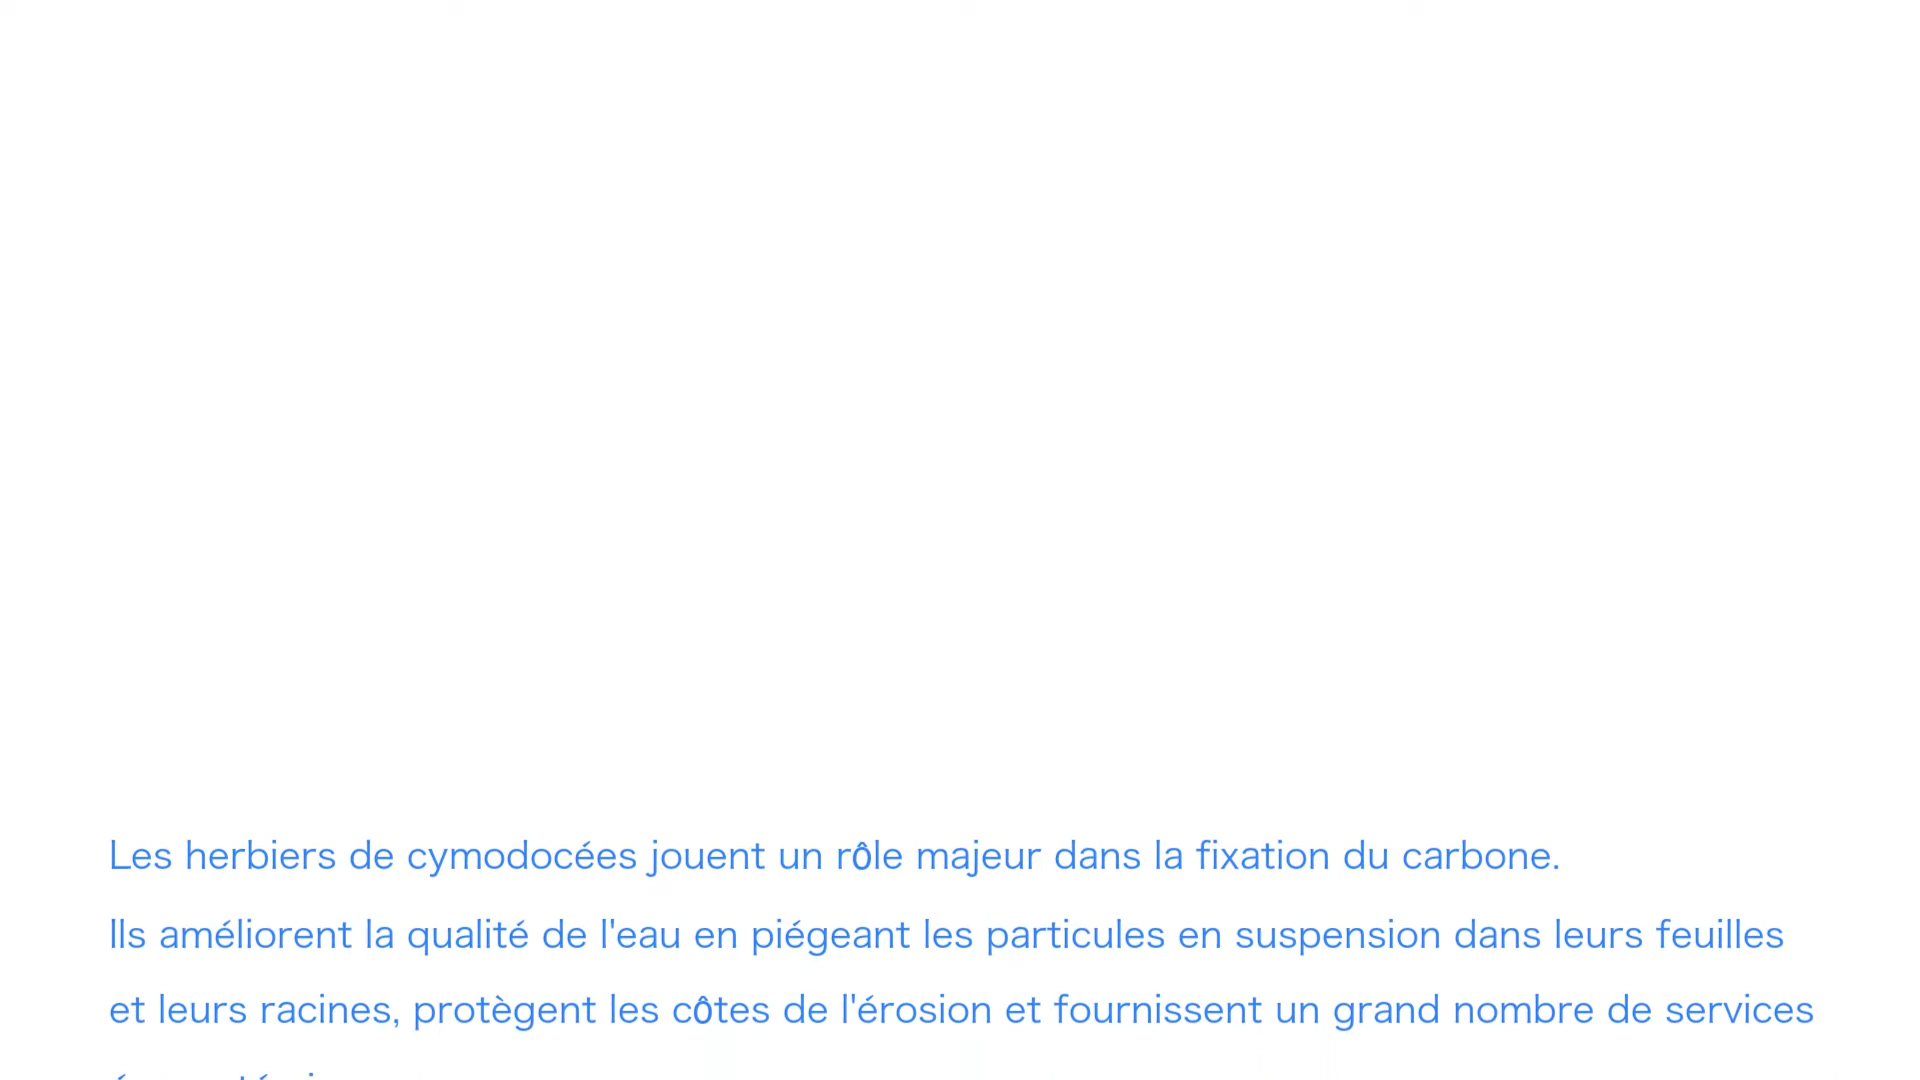 Les herbiers de cymodocées jouent un rôle majeur dans la fixation du carbone.
Ils améliorent la qualité de l'eau en piégeant les particules en suspension dans leurs feuilles
et leurs racines, protègent les côtes de l'érosion et fournissent un grand nombre de services